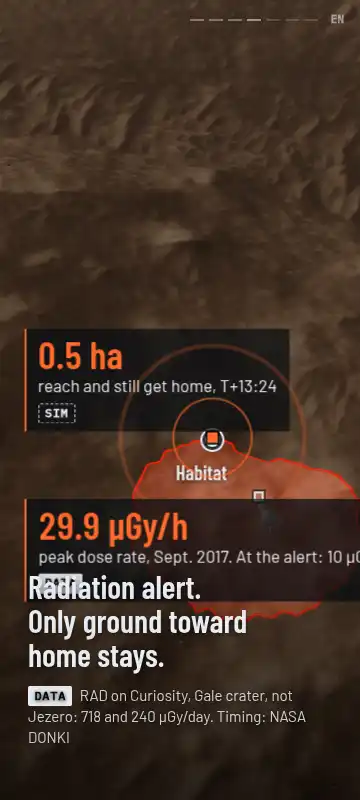 EN
0.5 ha
reach and still get home, T+13:24
SIM
Habitat
29.9 µGy/h
peak dose rate, Sept. 2017. At the alert: 10 µG
Radiation alert.
Only ground toward
home stays.
DATA RAD on Curiosity, Gale crater, not
Jezero: 718 and 240 µGy/day. Timing: NASA
DONKI